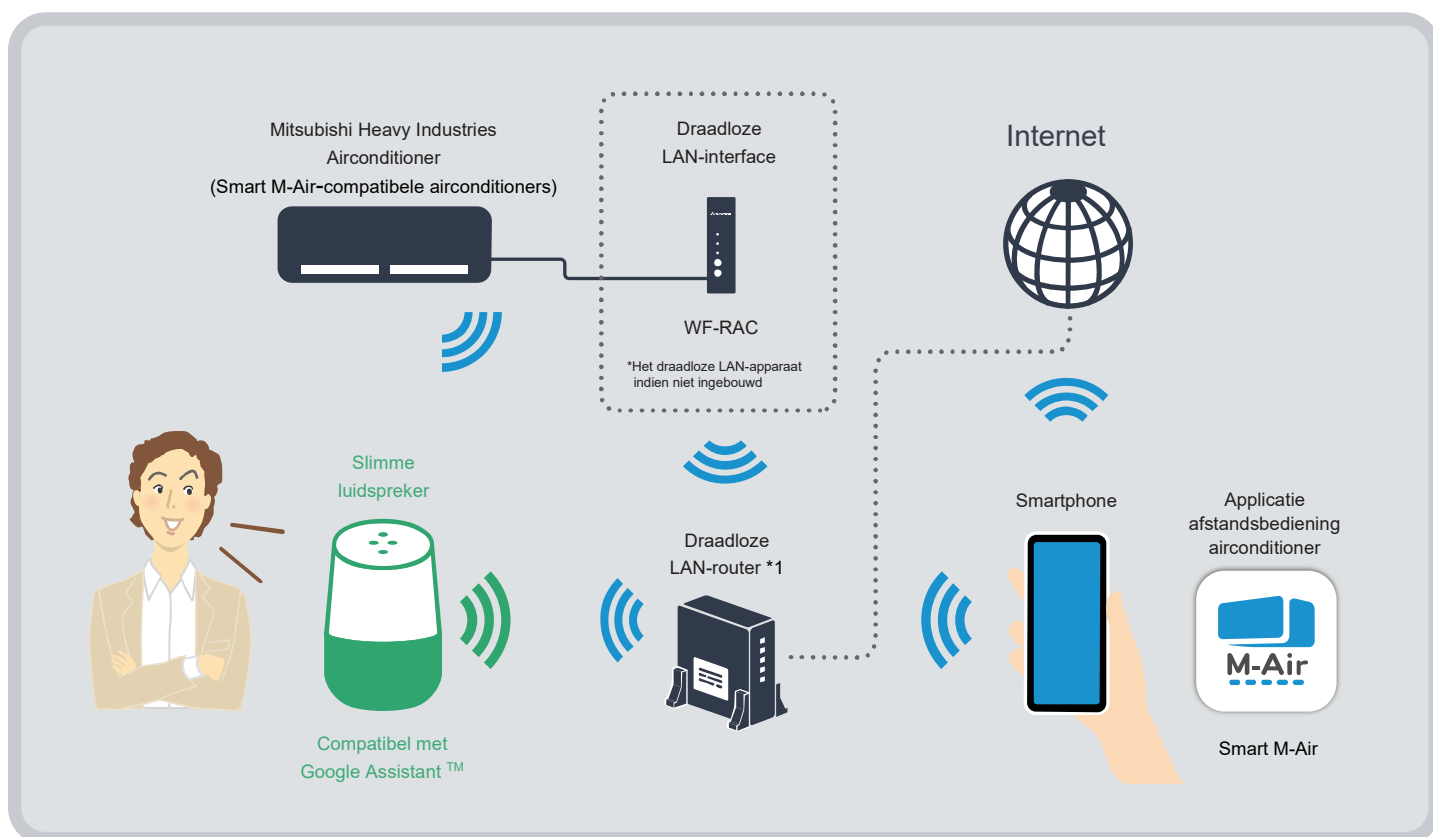 Mitsubishi Heavy Industries
Airconditioner
(Smart M-Air-compatibele airconditioners)
Draadloze
LAN-interface
WF-RAC
*Het draadloze LAN-apparaat
indien niet ingebouwd
Internet
Slimme
luidspreker
Compatibel met
Google Assistant TM
Draadloze
LAN-router *1
Smartphone
Applicatie
afstandsbediening
airconditioner
M-Air
Smart M-Air